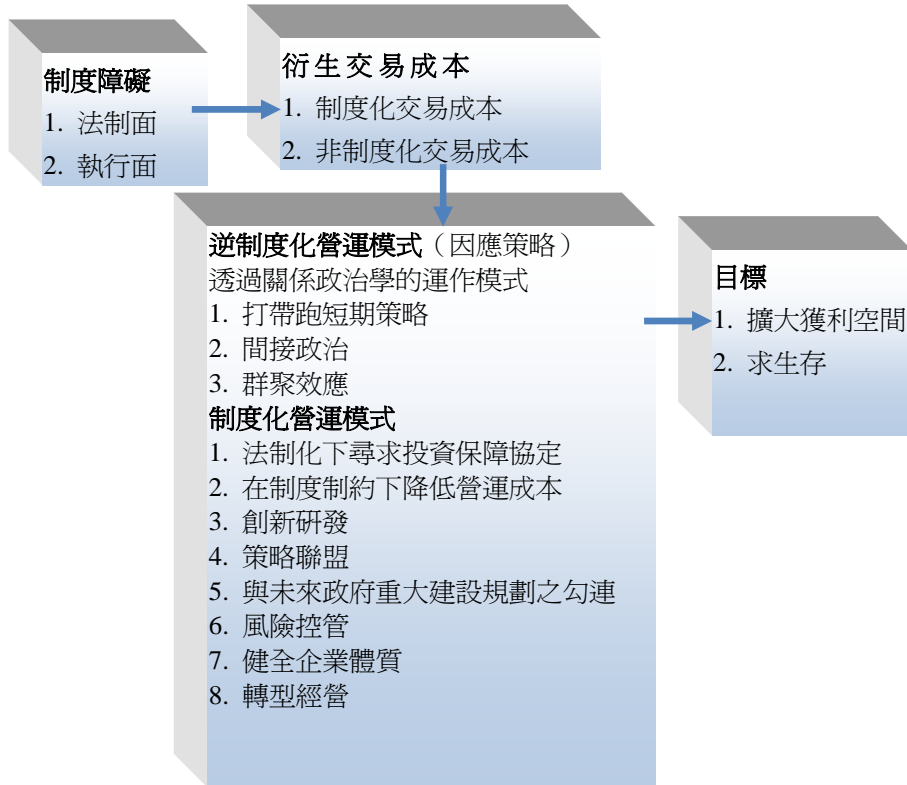 制度障礙
1. 法制面
2. 執行面
衍生交易成本
1. 制度化交易成本
2. 非制度化交易成本
逆制度化營運模式（因應策略）
透過關係政治學的運作模式
1. 打帶跑短期策略
2. 間接政治
3. 群聚效應
制度化營運模式
1. 法制化下尋求投資保障協定
2. 在制度制約下降低營運成本
3. 創新研發
4. 策略聯盟
5. 與未來政府重大建設規劃之勾連
6. 風險控管
7. 健全企業體質
8. 轉型經營
目標
1. 擴大獲利空間
2. 求生存